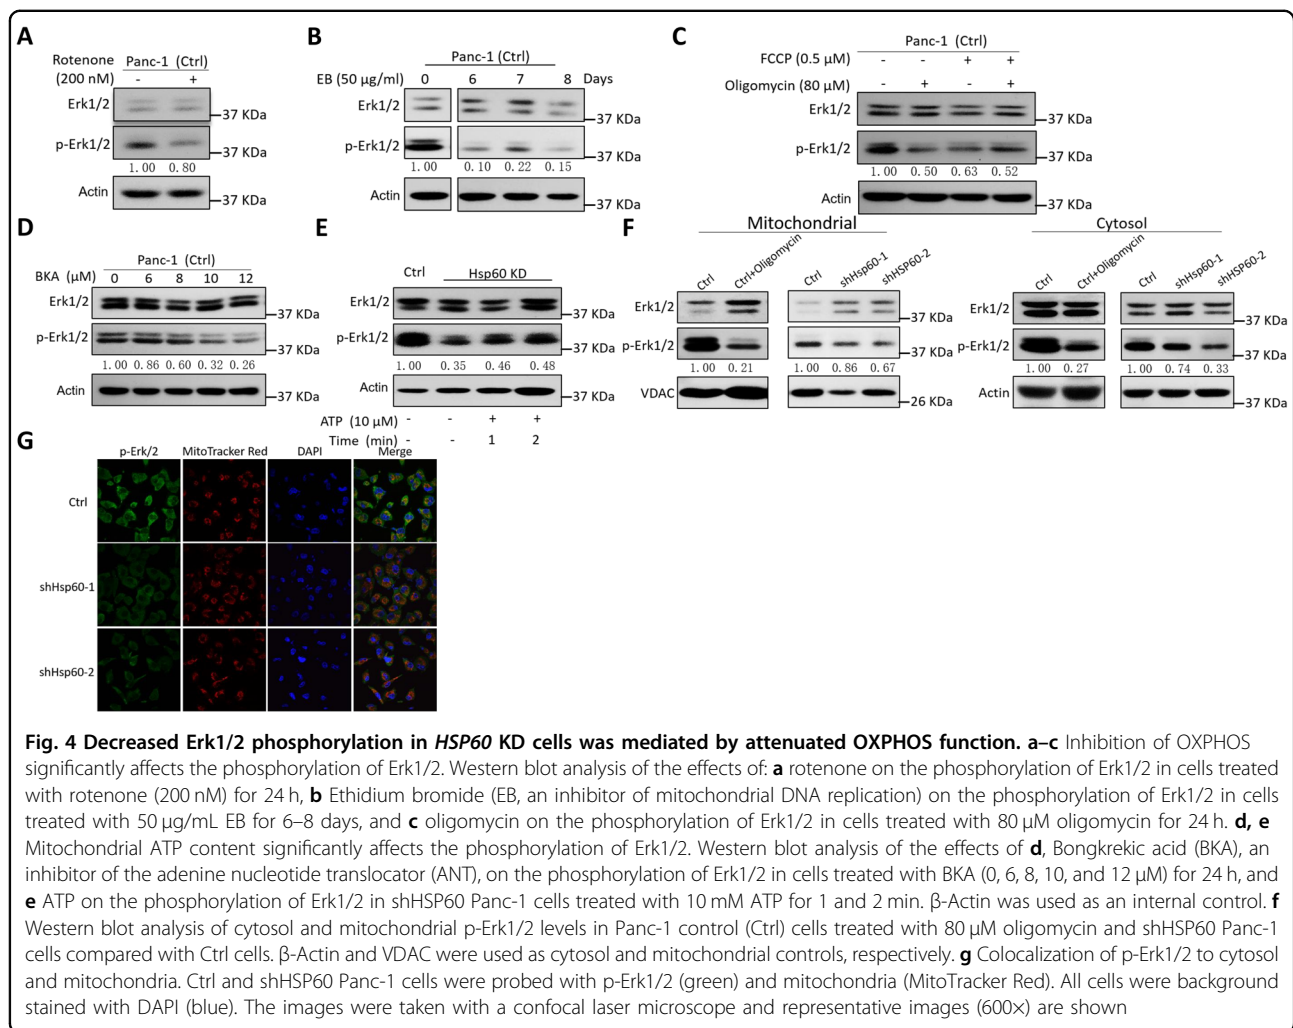 A
Panc-1 (Ctrl)
Rotenone
(200 nM) - +
Erk1/2
37 KDa
p-Erk1/2
37 KDa
1.00 0.80
Actin
37 KDa
B
Panc-1 (Ctrl)
EB (50 µg/ml) 0 6 7 8 Days
Erk1/2
37 KDa
p-Erk1/2
37 KDa
1.00 0.10 0.22 0.15
Actin
37 KDa
C
Panc-1 (Ctrl)
FCCP (0.5 µM) - - + +
Oligomycin (80 µM) - + - +
Erk1/2
37 KDa
p-Erk1/2
37 KDa
1.00 0.50 0.63 0.52
Actin
37 KDa
D
Panc-1 (Ctrl)
BKA (µM) 0 6 8 10 12
Erk1/2
37 KDa
p-Erk1/2
37 KDa
1.00 0.86 0.60 0.32 0.26
Actin
37 KDa
E
Ctrl Hsp60 KD
Erk1/2
37 KDa
p-Erk1/2
37 KDa
1.00 0.35 0.46 0.48
Actin
37 KDa
ATP (10 µM) - - + +
Time (min) - - 1 2
F
Mitochondrial
Ctrl Ctrl+Oligomycin Ctrl shHsp60-1 shHSP60-2
Erk1/2
37 KDa
p-Erk1/2
37 KDa
1.00 0.21 1.00 0.86 0.67
VDAC
26 KDa
Cytosol
Ctrl Ctrl+Oligomycin Ctrl shHsp60-1 shHSP60-2
Erk1/2
37 KDa
p-Erk1/2
37 KDa
1.00 0.27 1.00 0.74 0.33
Actin
37 KDa
G
p-Erk/2 MitoTracker Red DAPI Merge
Ctrl
shHsp60-1
shHsp60-2
Fig. 4 Decreased Erk1/2 phosphorylation in HSP60 KD cells was mediated by attenuated OXPHOS function. a–c Inhibition of OXPHOS
significantly affects the phosphorylation of Erk1/2. Western blot analysis of the effects of: a rotenone on the phosphorylation of Erk1/2 in cells treated
with rotenone (200 nM) for 24 h, b Ethidium bromide (EB, an inhibitor of mitochondrial DNA replication) on the phosphorylation of Erk1/2 in cells
treated with 50 µg/mL EB for 6–8 days, and c oligomycin on the phosphorylation of Erk1/2 in cells treated with 80 µM oligomycin for 24 h. d, e
Mitochondrial ATP content significantly affects the phosphorylation of Erk1/2. Western blot analysis of the effects of d, Bongkrekic acid (BKA), an
inhibitor of the adenine nucleotide translocator (ANT), on the phosphorylation of Erk1/2 in cells treated with BKA (0, 6, 8, 10, and 12 µM) for 24 h, and
e ATP on the phosphorylation of Erk1/2 in shHSP60 Panc-1 cells treated with 10 mM ATP for 1 and 2 min. β-Actin was used as an internal control. f
Western blot analysis of cytosol and mitochondrial p-Erk1/2 levels in Panc-1 control (Ctrl) cells treated with 80 µM oligomycin and shHSP60 Panc-1
cells compared with Ctrl cells. β-Actin and VDAC were used as cytosol and mitochondrial controls, respectively. g Colocalization of p-Erk1/2 to cytosol
and mitochondria. Ctrl and shHSP60 Panc-1 cells were probed with p-Erk1/2 (green) and mitochondria (MitoTracker Red). All cells were background
stained with DAPI (blue). The images were taken with a confocal laser microscope and representative images (600×) are shown